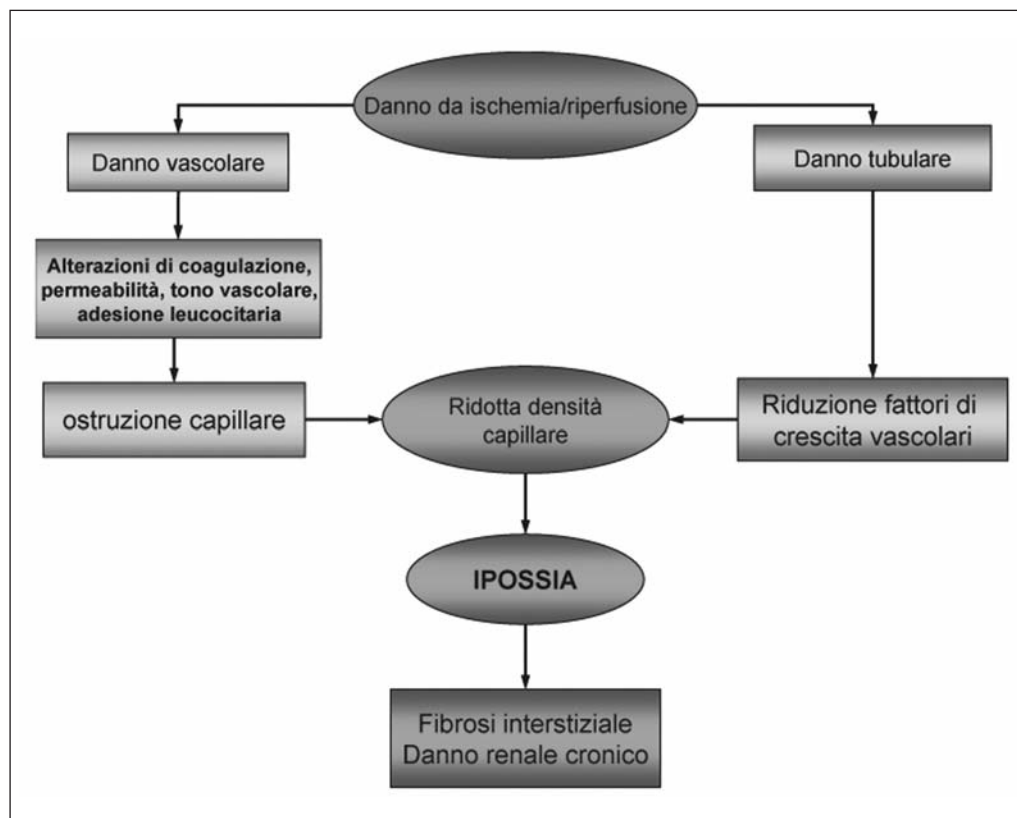 Danno da ischemia/riperfusione
Danno vascolare
Danno tubulare
Alterazioni di coagulazione,
permeabilità, tono vascolare,
adesione leucocitaria
ostruzione capillare
Ridotta densità
capillare
Riduzione fattori di
crescita vascolari
IPOSSIA
Fibrosi interstiziale
Danno renale cronico